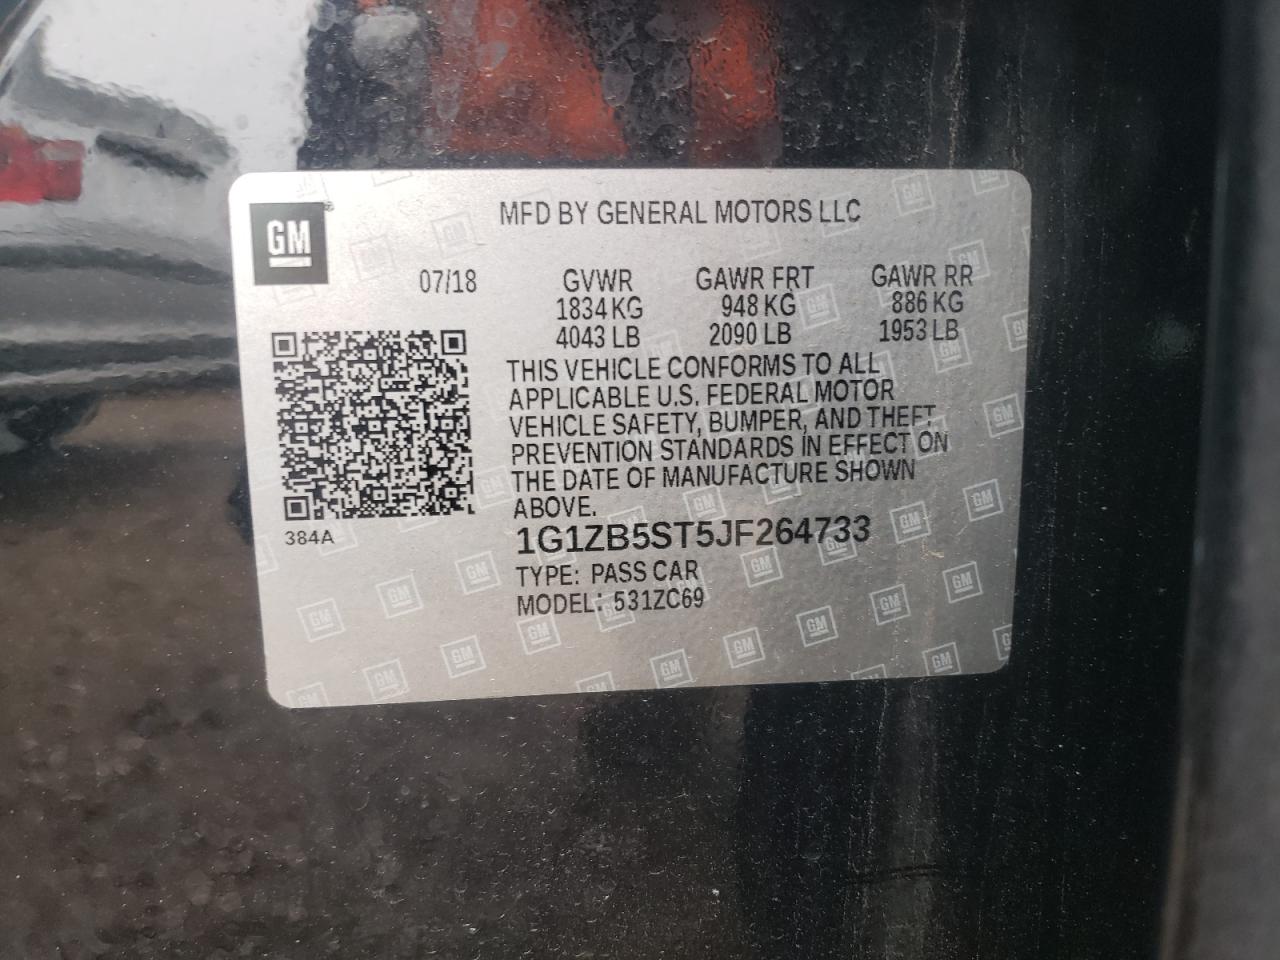 GM®
MFD BY GENERAL MOTORS LLC
07/18
GVWR GAWR FRT GAWR RR
1834 KG 948 KG 886 KG
4043 LB 2090 LB 1953 LB
THIS VEHICLE CONFORMS TO ALL
APPLICABLE U.S. FEDERAL MOTOR
VEHICLE SAFETY, BUMPER, AND THEFT
PREVENTION STANDARDS IN EFFECT ON
THE DATE OF MANUFACTURE SHOWN
ABOVE.
384A
1G1ZB5ST5JF264733
TYPE: PASS CAR
MODEL: 531ZC69